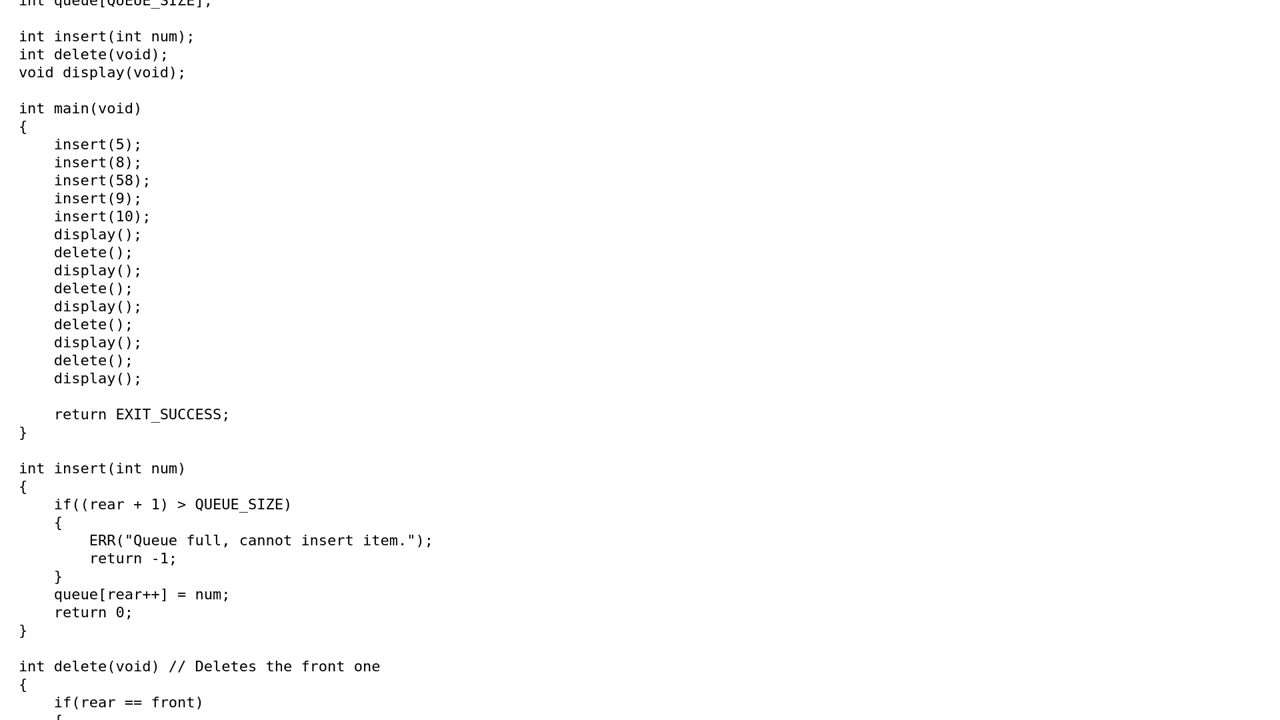 int queue[QUEUE_SIZE];
int insert(int num);
int delete(void);
void display(void);
int main(void)
{
insert(5);
insert(8);
insert(58);
insert(9);
insert(10);
display();
delete();
display();
delete();
display();
delete();
display();
delete();
display();
return EXIT_SUCCESS;
}
int insert(int num)
{
if((rear + 1) > QUEUE_SIZE)
{
ERR("Queue full, cannot insert item.");
return -1;
}
queue[rear++] = num;
return 0;
}
int delete(void) // Deletes the front one
{
if(rear == front)
{